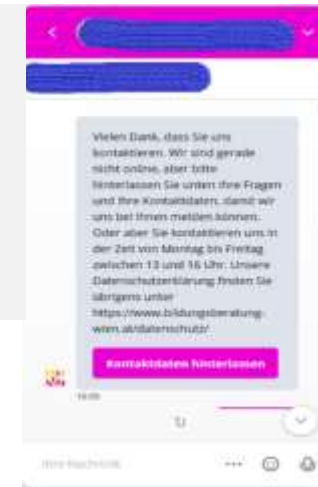 Vielen Dank, dass Sie uns
kontaktieren. Wir sind gerade
nicht online, aber bitte
hinterlassen Sie unten Ihre Fragen
und Ihre Kontaktdaten, damit wir
uns bei Ihnen melden können.
Oder aber Sie kontaktieren uns in
der Zeit von Montag bis Freitag
zwischen 13 und 16 Uhr. Unsere
Datenschutzerklärung finden Sie
übrigens unter
https://www.bildungsberatung-
wien.at/datenschutz/
Kontaktdaten hinterlassen
Ihre Nachricht